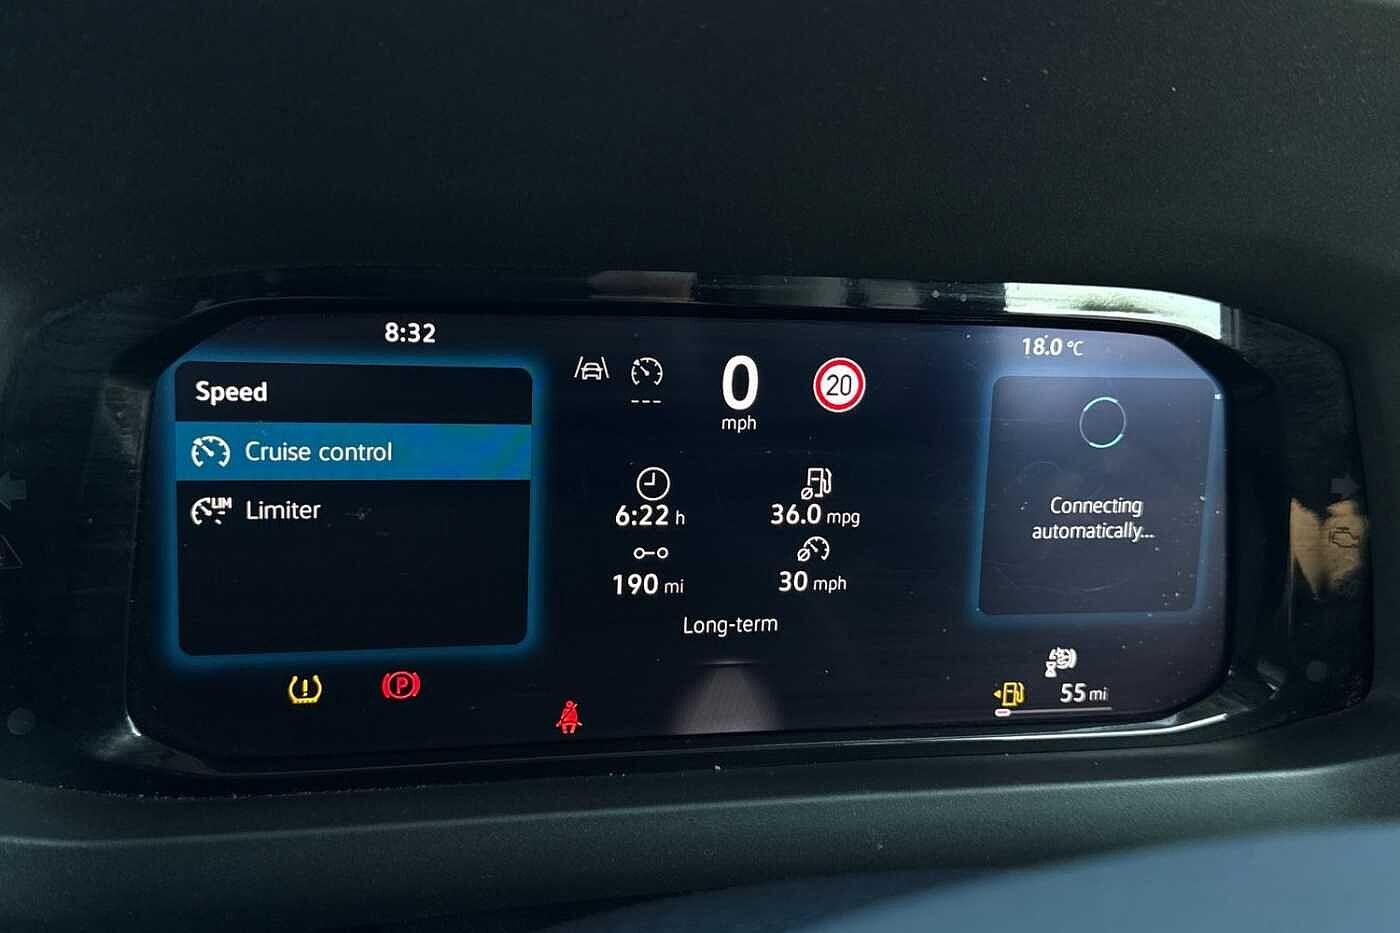 8:32
18.0 °C
Speed
Cruise control
LIM Limiter
---
0
mph
20
6:22 h
36.0 mpg
190 mi
30 mph
Long-term
Connecting
automatically...
P
55 mi